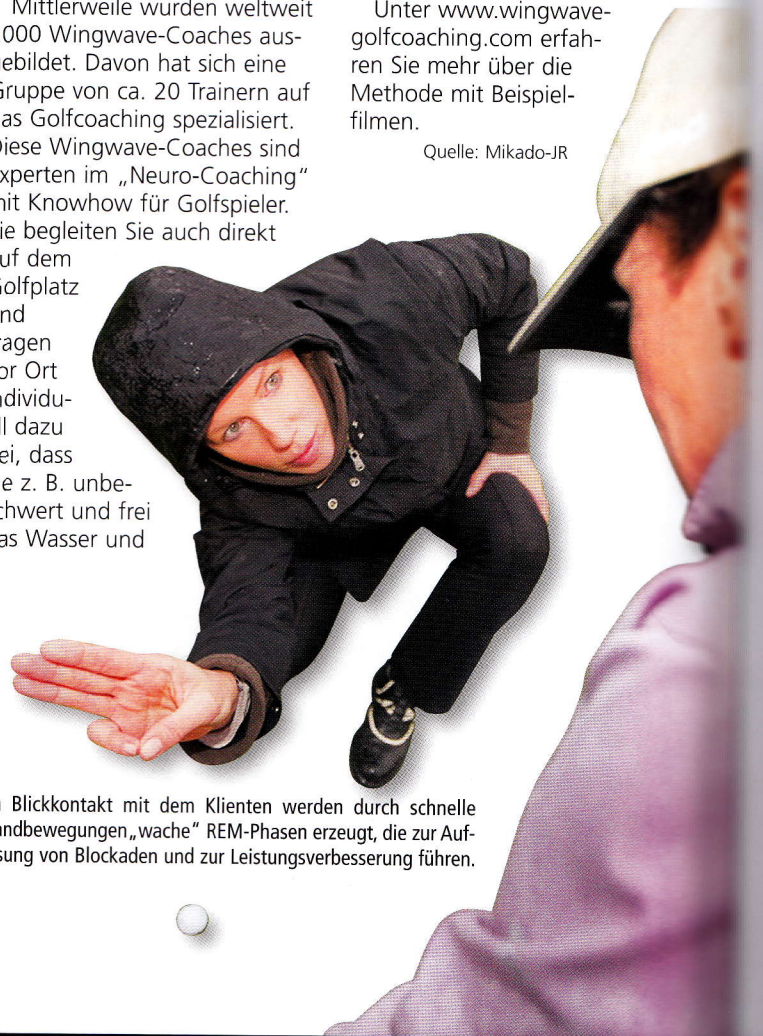 Mittlerweile wurden weltweit
000 Wingwave-Coaches aus-
ebildet. Davon hat sich eine
Gruppe von ca. 20 Trainern auf
as Golfcoaching spezialisiert.
Diese Wingwave-Coaches sind
xperten im „Neuro-Coaching“
mit Knowhow für Golfspieler.
ie begleiten Sie auch direkt
uf dem
Golfplatz
nd
ragen
or Ort
ndividu-
ll dazu
ei, dass
ie z. B. unbe-
chwert und frei
as Wasser und
Unter www.wingwave-
golfcoaching.com erfah-
ren Sie mehr über die
Methode mit Beispiel-
filmen.
Quelle: Mikado-JR
Blickkontakt mit dem Klienten werden durch schnelle
andbewegungen „wache“ REM-Phasen erzeugt, die zur Auf-
sung von Blockaden und zur Leistungsverbesserung führen.